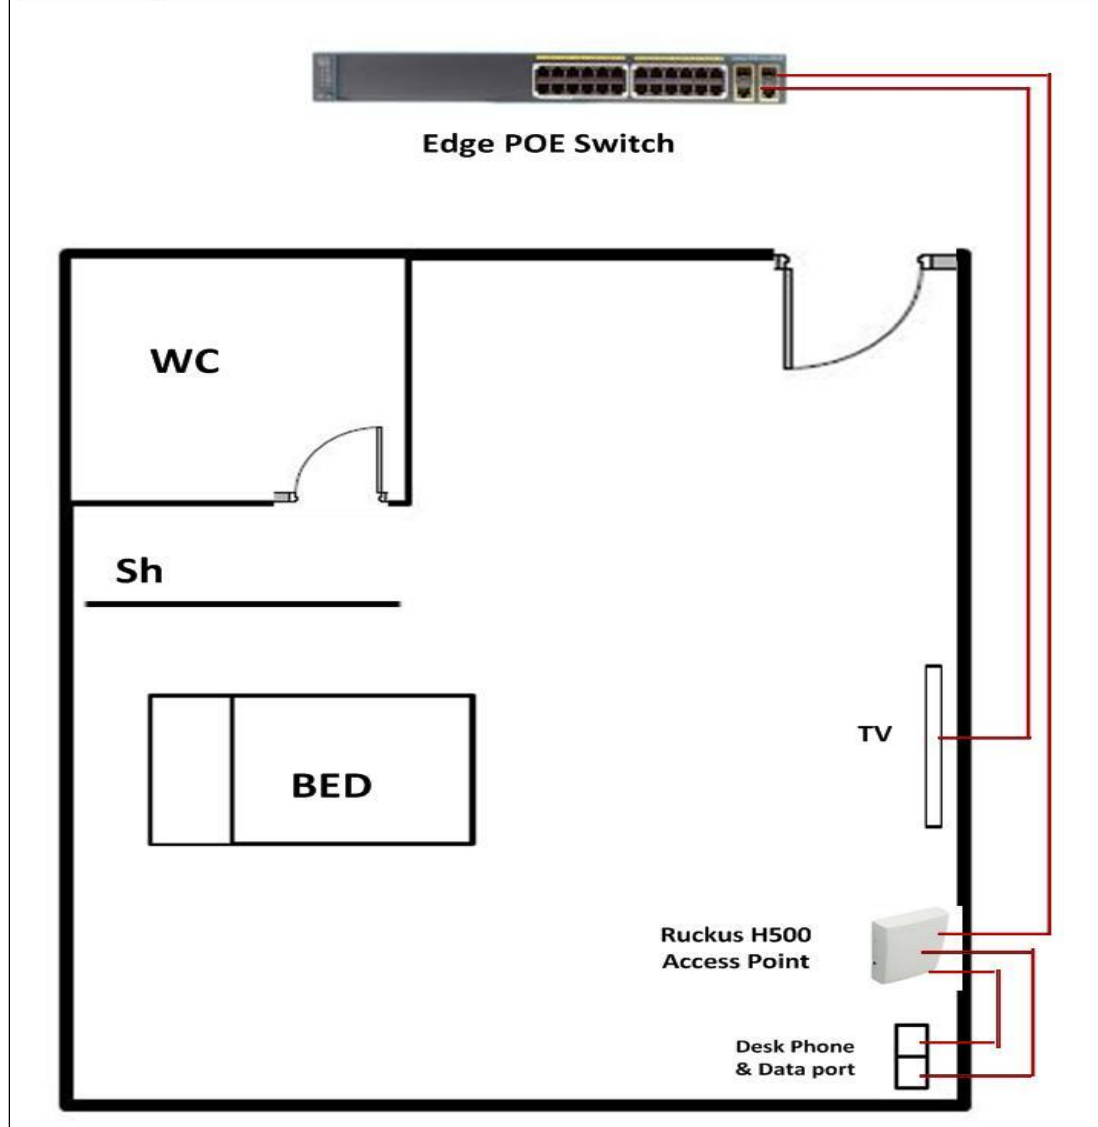 Edge POE Switch
WC
Sh
BED
TV
Ruckus H500
Access Point
Desk Phone
& Data port